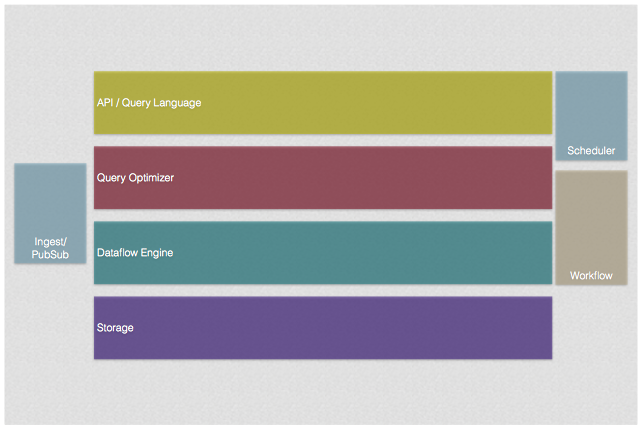 API / Query Language
Scheduler
Query Optimizer
Ingest/
PubSub
Dataflow Engine
Workflow
Storage